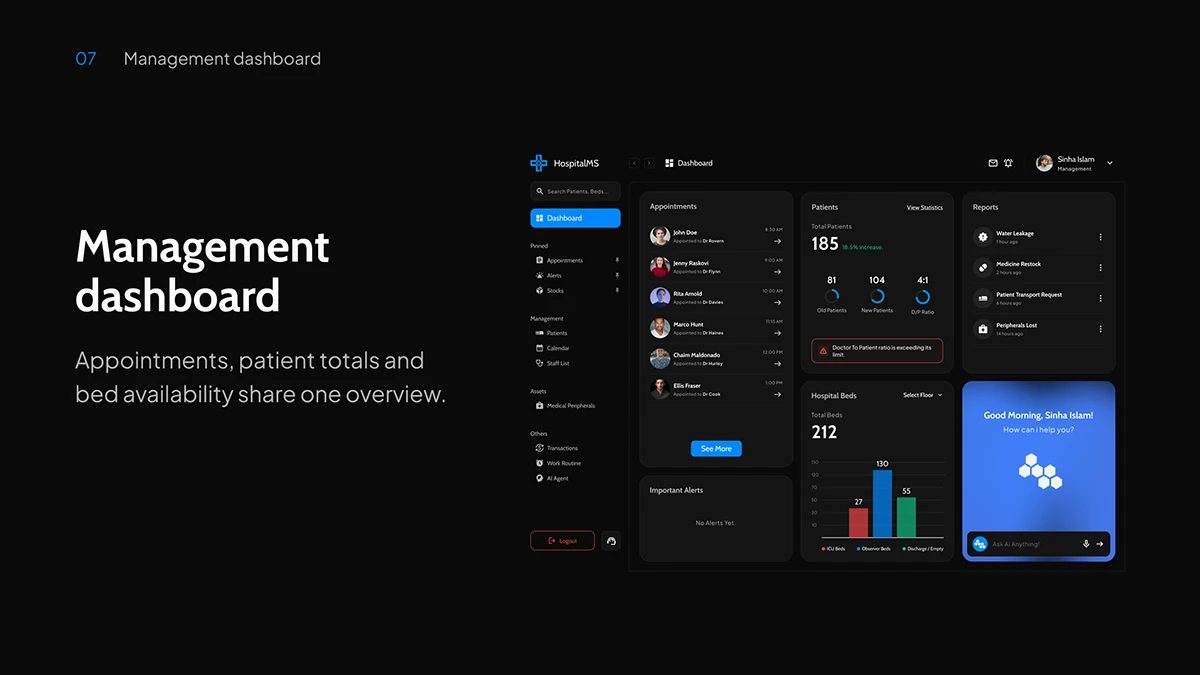 07 Management dashboard
Management
dashboard
Appointments, patient totals and
bed availability share one overview.
HospitalMS
Search Patients, Beds...
Dashboard
Pinned
Appointments
Alerts
Stocks
Management
Patients
Calendar
Staff List
Assets
Medical Peripherals
Others
Transactions
Work Routine
AI Agent
Logout
Dashboard
Sinha Islam
Management
Appointments
John Doe
8:30 AM
Appointed to Dr Rovern
Jenny Raskovi
9:00 AM
Appointed to Dr Flynn
Rita Arnold
10:00 AM
Appointed to Dr Davies
Marco Hunt
11:15 AM
Appointed to Dr Haines
Chaim Maldonado
12:00 PM
Appointed to Dr Hurley
Ellis Fraser
1:00 PM
Appointed to Dr Cook
See More
Important Alerts
No Alerts Yet.
Patients
View Statistics
Total Patients
185 18.5% Increase.
81
104
4:1
Old Patients
New Patients
D/P Ratio
Doctor To Patient ratio is exceeding its
limit.
Hospital Beds
Select Floor
Total Beds
212
150
120
70
50
20
10
27
130
55
ICU Beds
Observer Beds
Discharge / Empty
Reports
Water Leakage
1 hour ago
Medicine Restock
2 hours ago
Patient Transport Request
6 hours ago
Peripherals Lost
14 hours ago
Good Morning, Sinha Islam!
How can i help you?
Ask Ai Anything!